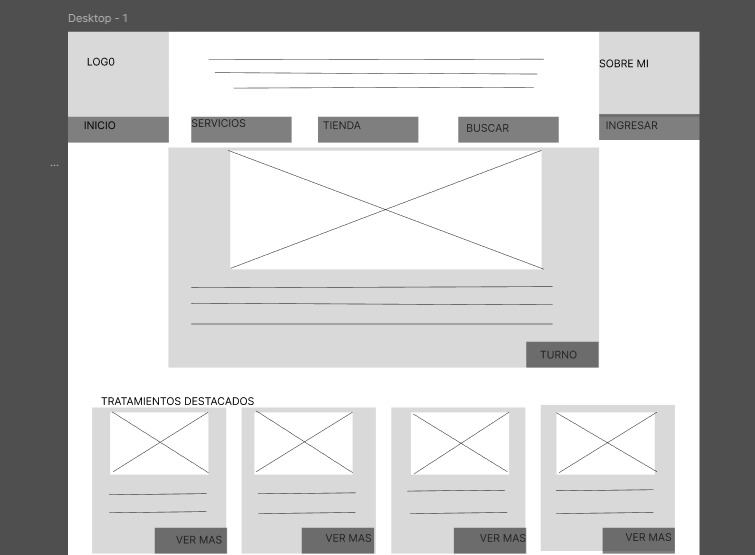 Desktop - 1
LOGO
SOBRE MI
INICIO
SERVICIOS
TIENDA
BUSCAR
INGRESAR
...
TURNO
TRATAMIENTOS DESTACADOS
VER MAS
VER MAS
VER MAS
VER MAS